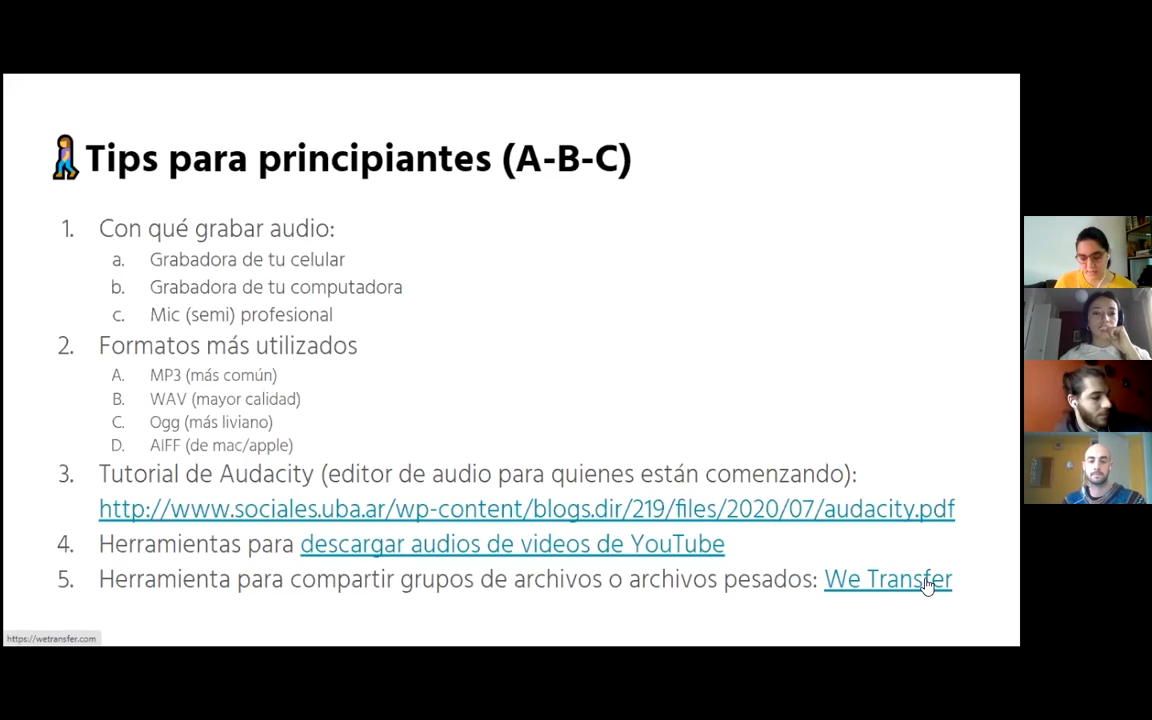 Tips para principiantes (A-B-C)
1. Con qué grabar audio:
a. Grabadora de tu celular
b. Grabadora de tu computadora
c. Mic (semi) profesional
2. Formatos más utilizados
A. MP3 (más común)
B. WAV (mayor calidad)
C. Ogg (más liviano)
D. AIFF (de mac/apple)
3. Tutorial de Audacity (editor de audio para quienes están comenzando):
http://www.sociales.uba.ar/wp-content/blogs.dir/219/files/2020/07/audacity.pdf
4. Herramientas para descargar audios de videos de YouTube
5. Herramienta para compartir grupos de archivos o archivos pesados: We Transfer
https://wetransfer.com